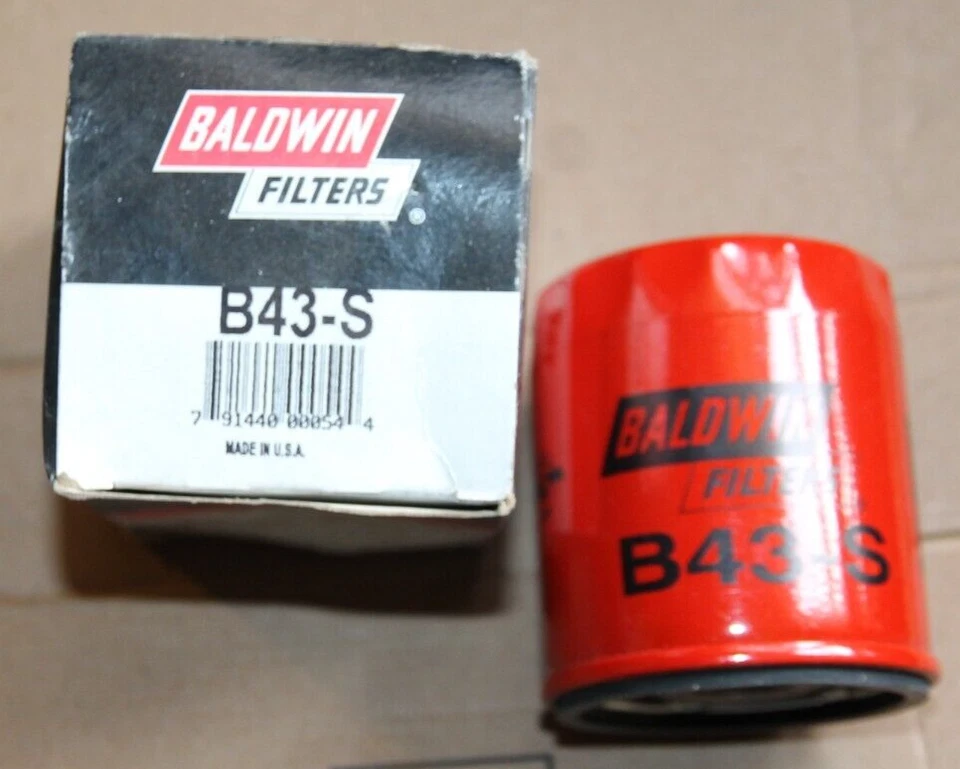 BALDWIN
FILTERS ®
B43-S
7 91440 00054 4
MADE IN U.S.A.
BALDWIN
FILTERS
B43-S